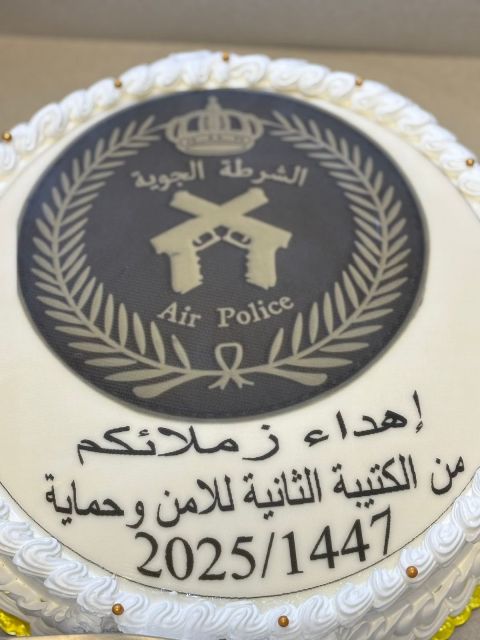 الشرطة الجوية
Air Police
إهداء زملائكم
من الكتيبة الثانية للامن وحماية
2025/1447